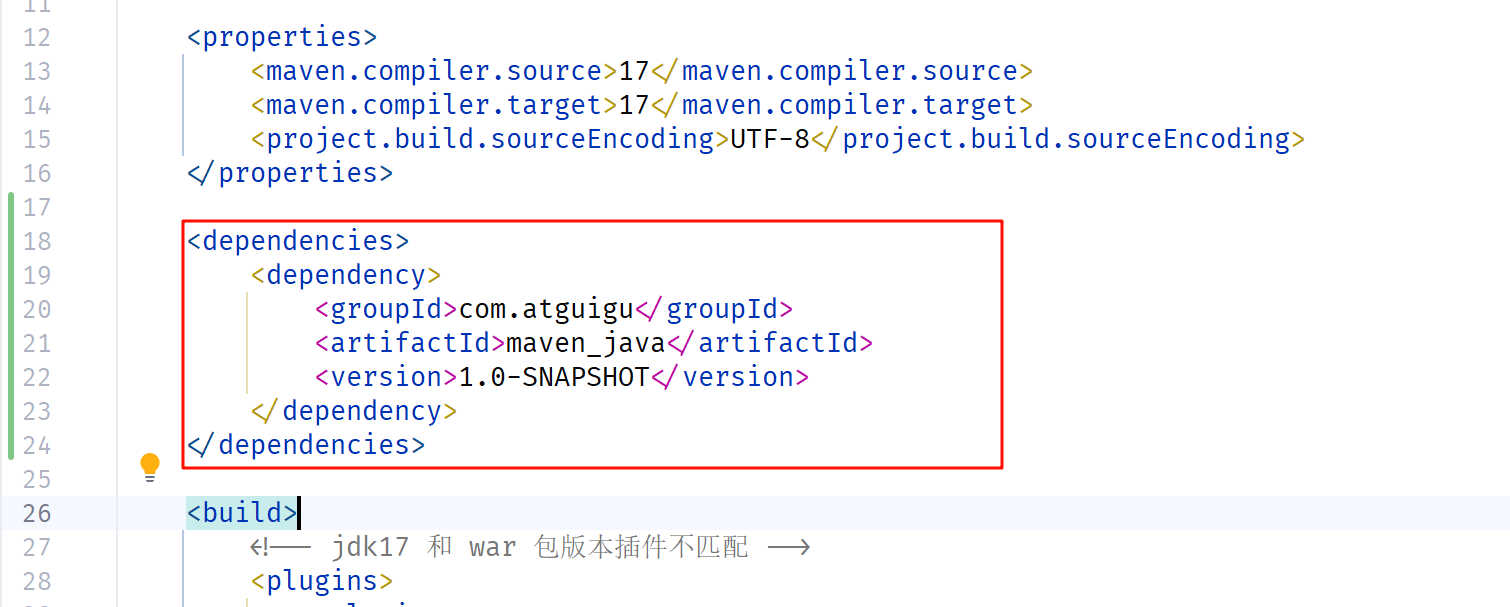 11
12 <properties>
13 <maven.compiler.source>17</maven.compiler.source>
14 <maven.compiler.target>17</maven.compiler.target>
15 <project.build.sourceEncoding>UTF-8</project.build.sourceEncoding>
16 </properties>
17
18 <dependencies>
19 <dependency>
20 <groupId>com.atguigu</groupId>
21 <artifactId>maven_java</artifactId>
22 <version>1.0-SNAPSHOT</version>
23 </dependency>
24 </dependencies>
25
26 <build>
27 <!-- jdk17 和 war 包版本插件不匹配 -->
28 <plugins>